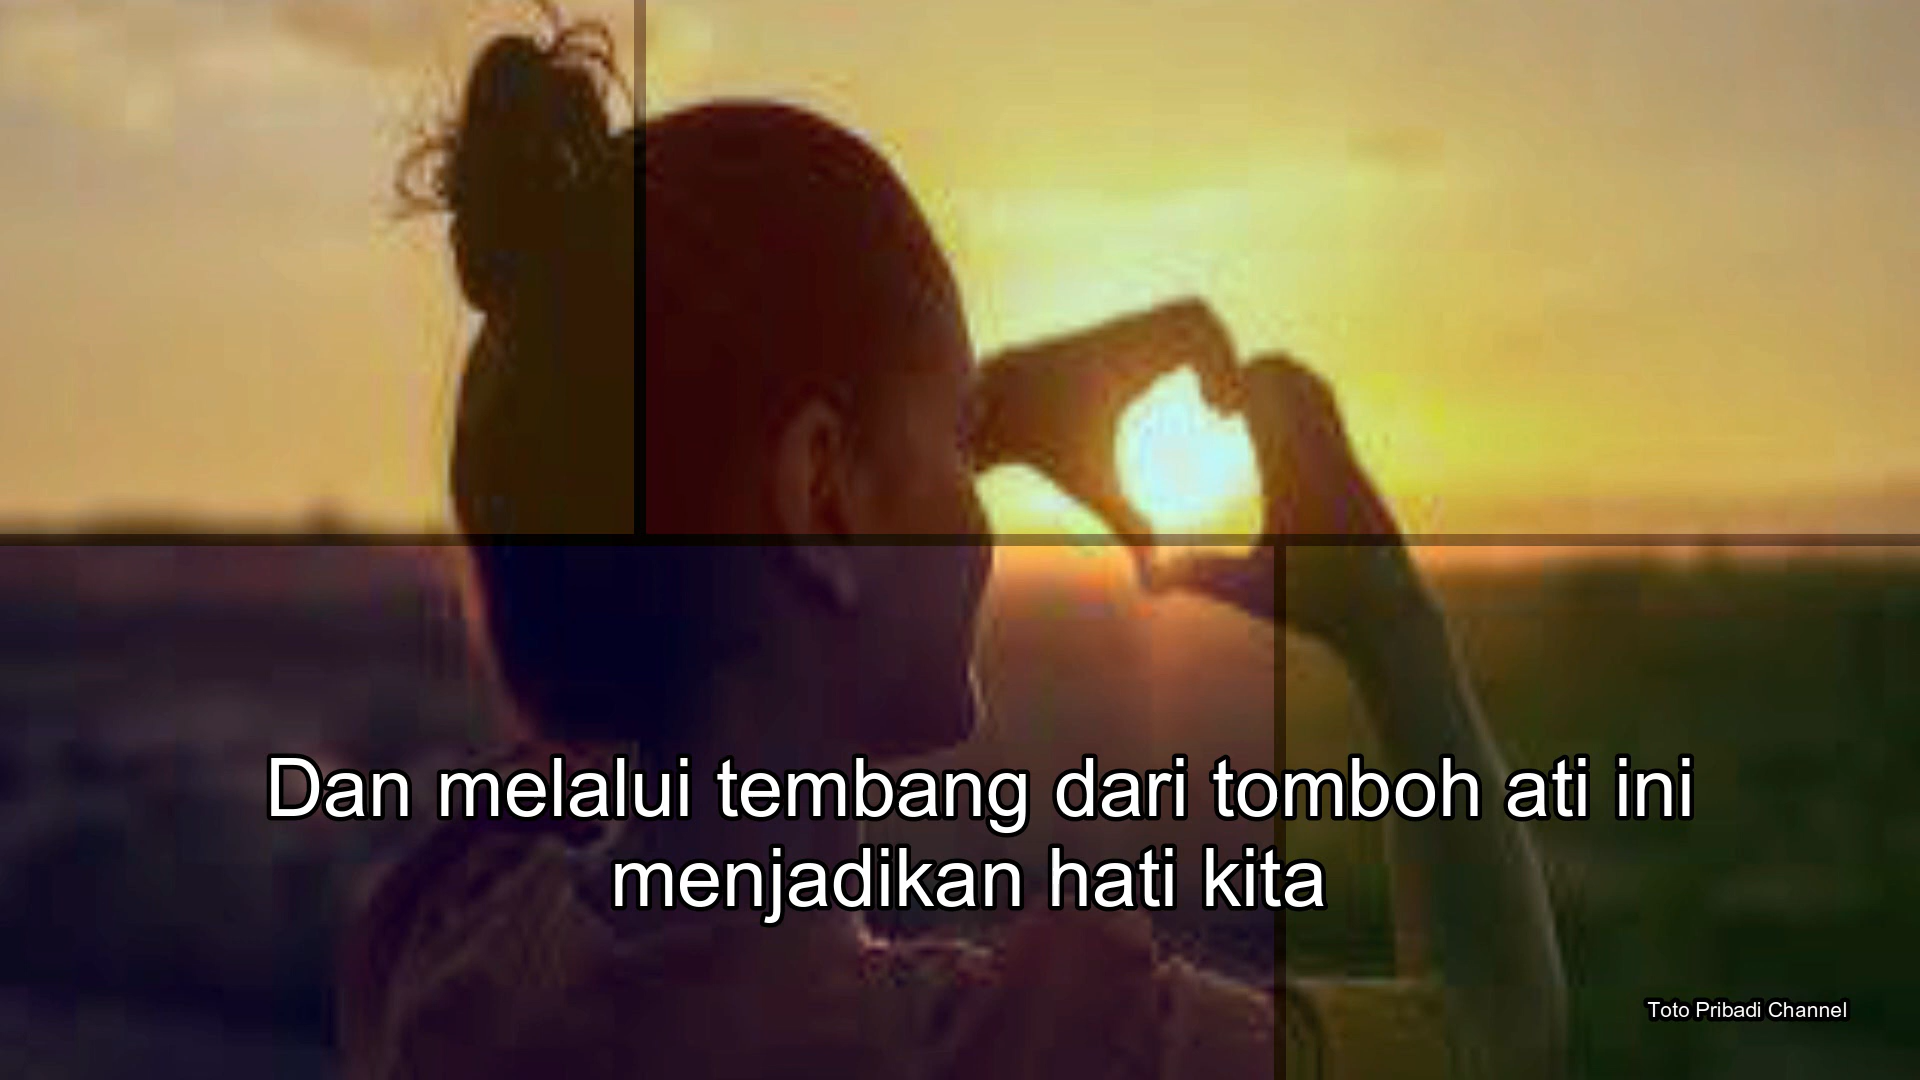 Dan melalui tembang dari tomboh ati ini
menjadikan hati kita
Toto Pribadi Channel